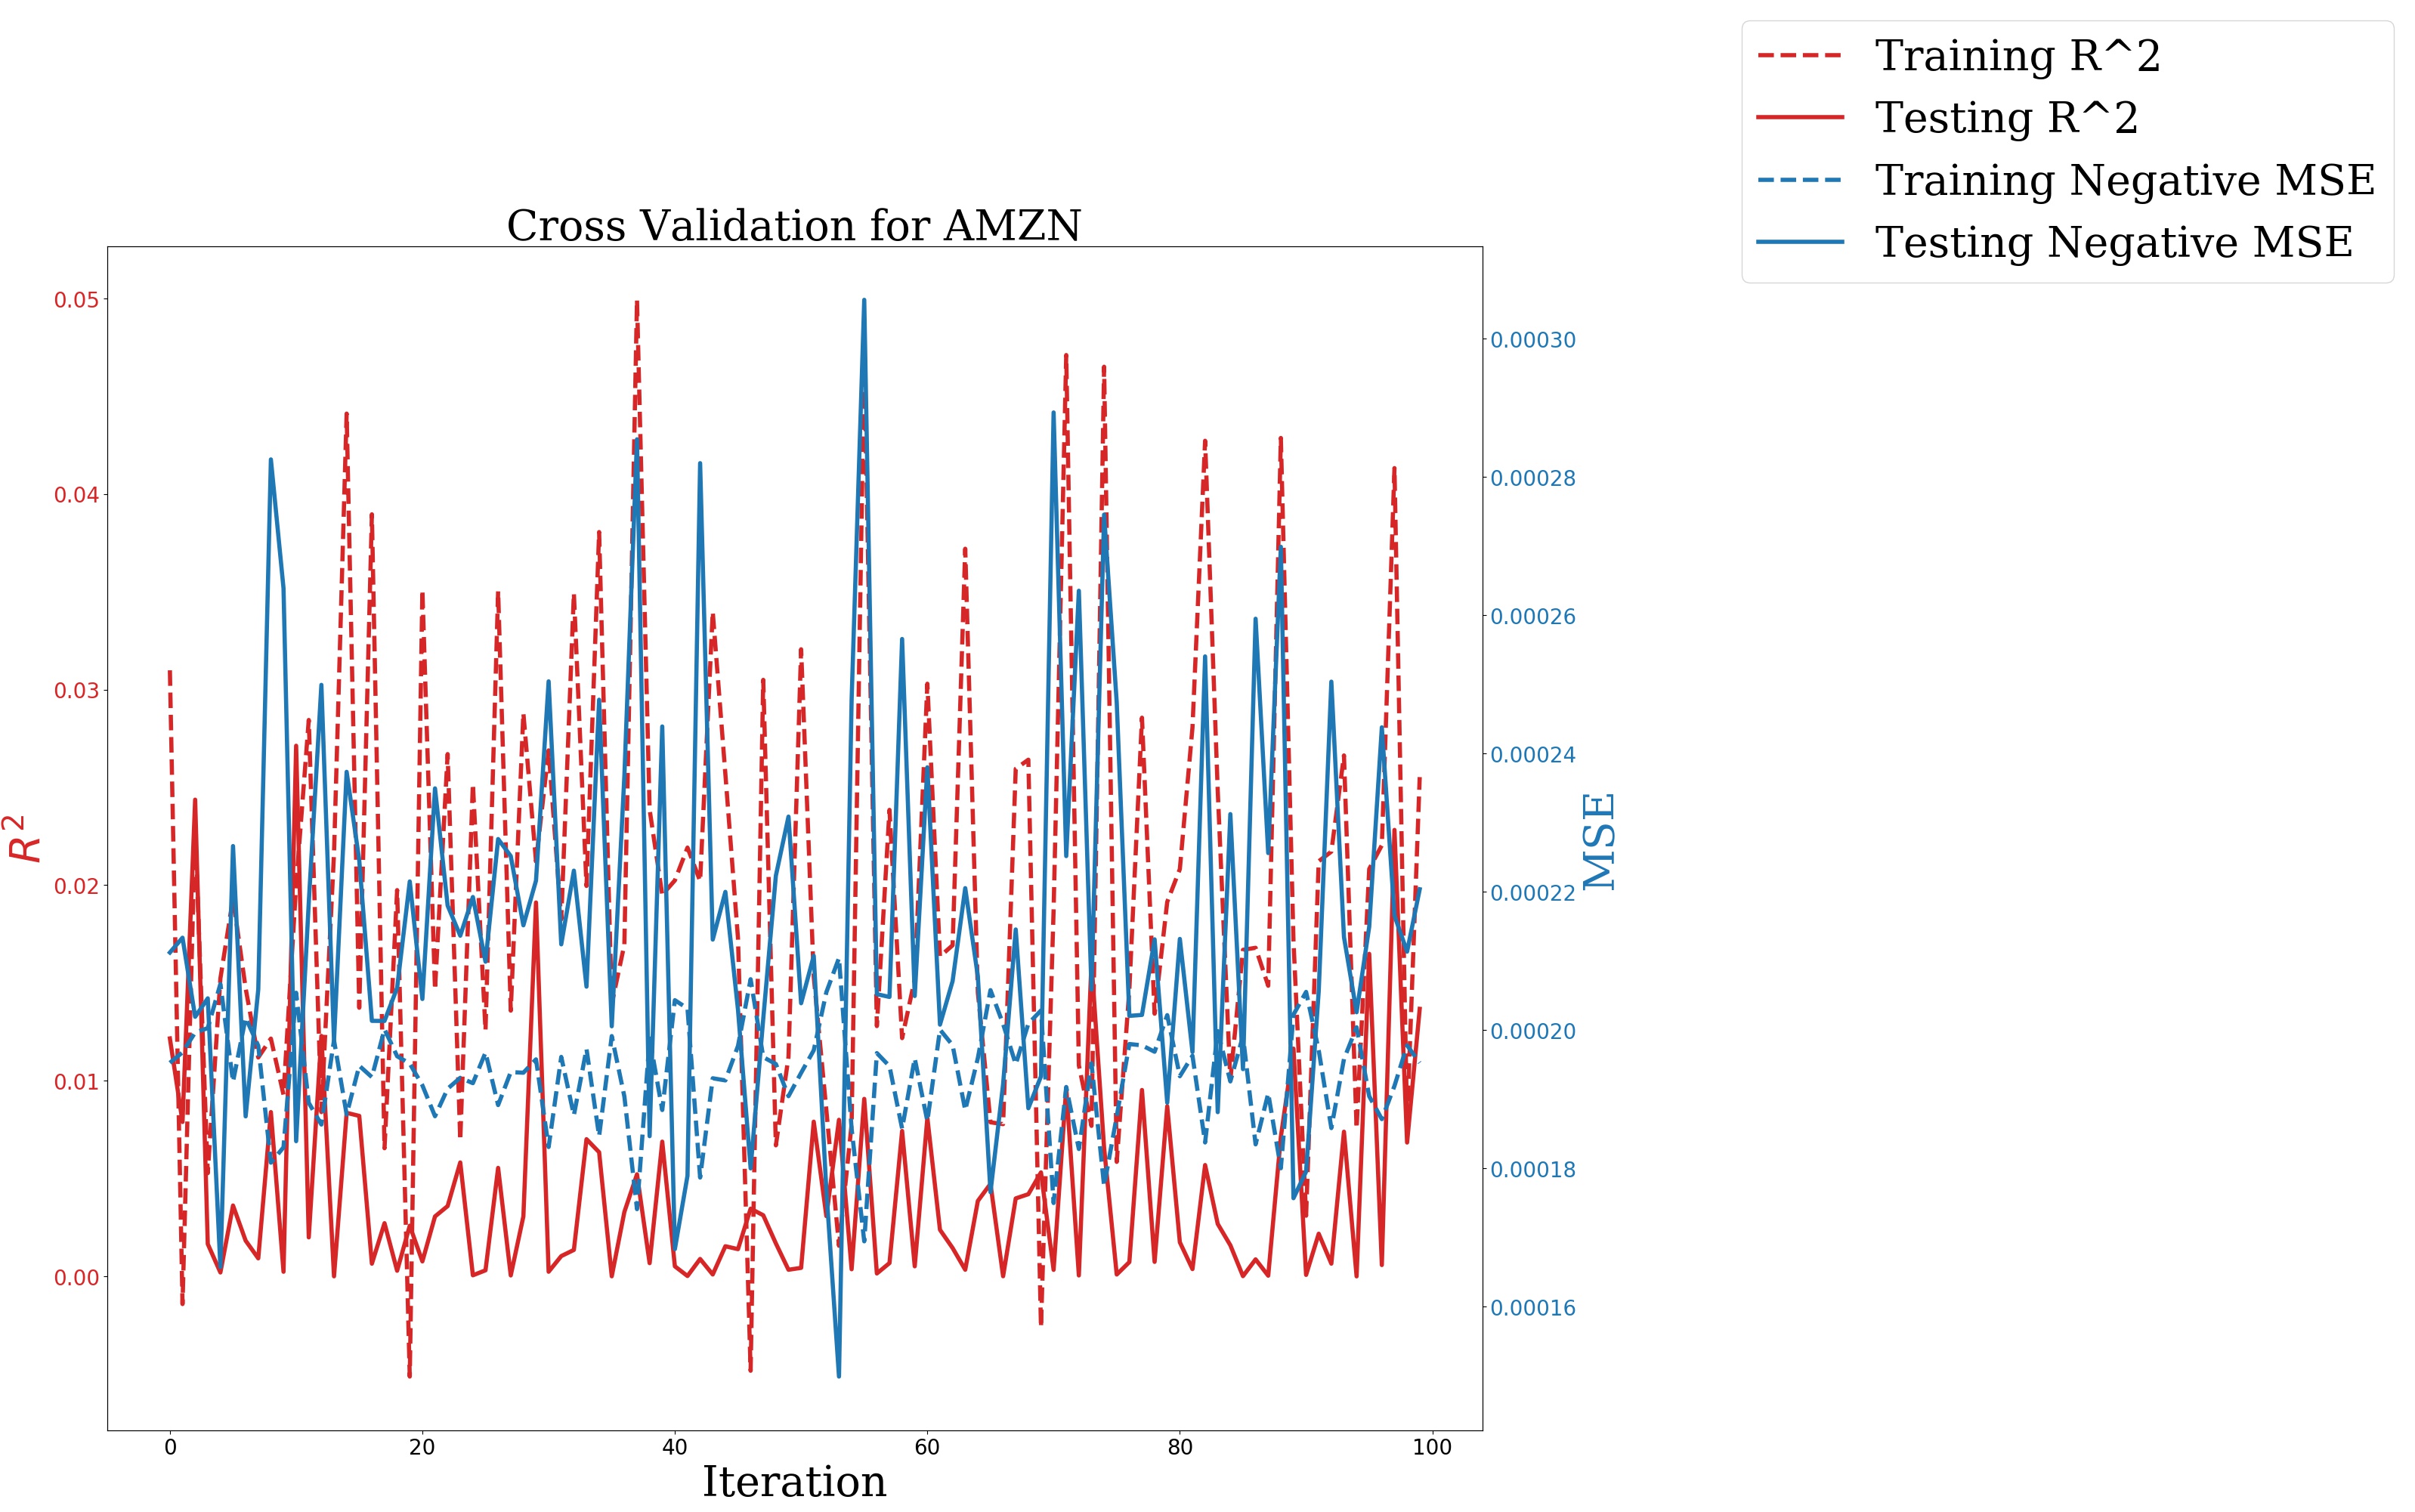 Training R^2
Testing R^2
Training Negative MSE
Testing Negative MSE
Cross Validation for AMZN
0.05
0.04
0.03
0.02
0.01
0.00
R²
0.00030
0.00028
0.00026
0.00024
0.00022
0.00020
0.00018
0.00016
MSE
0 20 40 60 80 100
Iteration